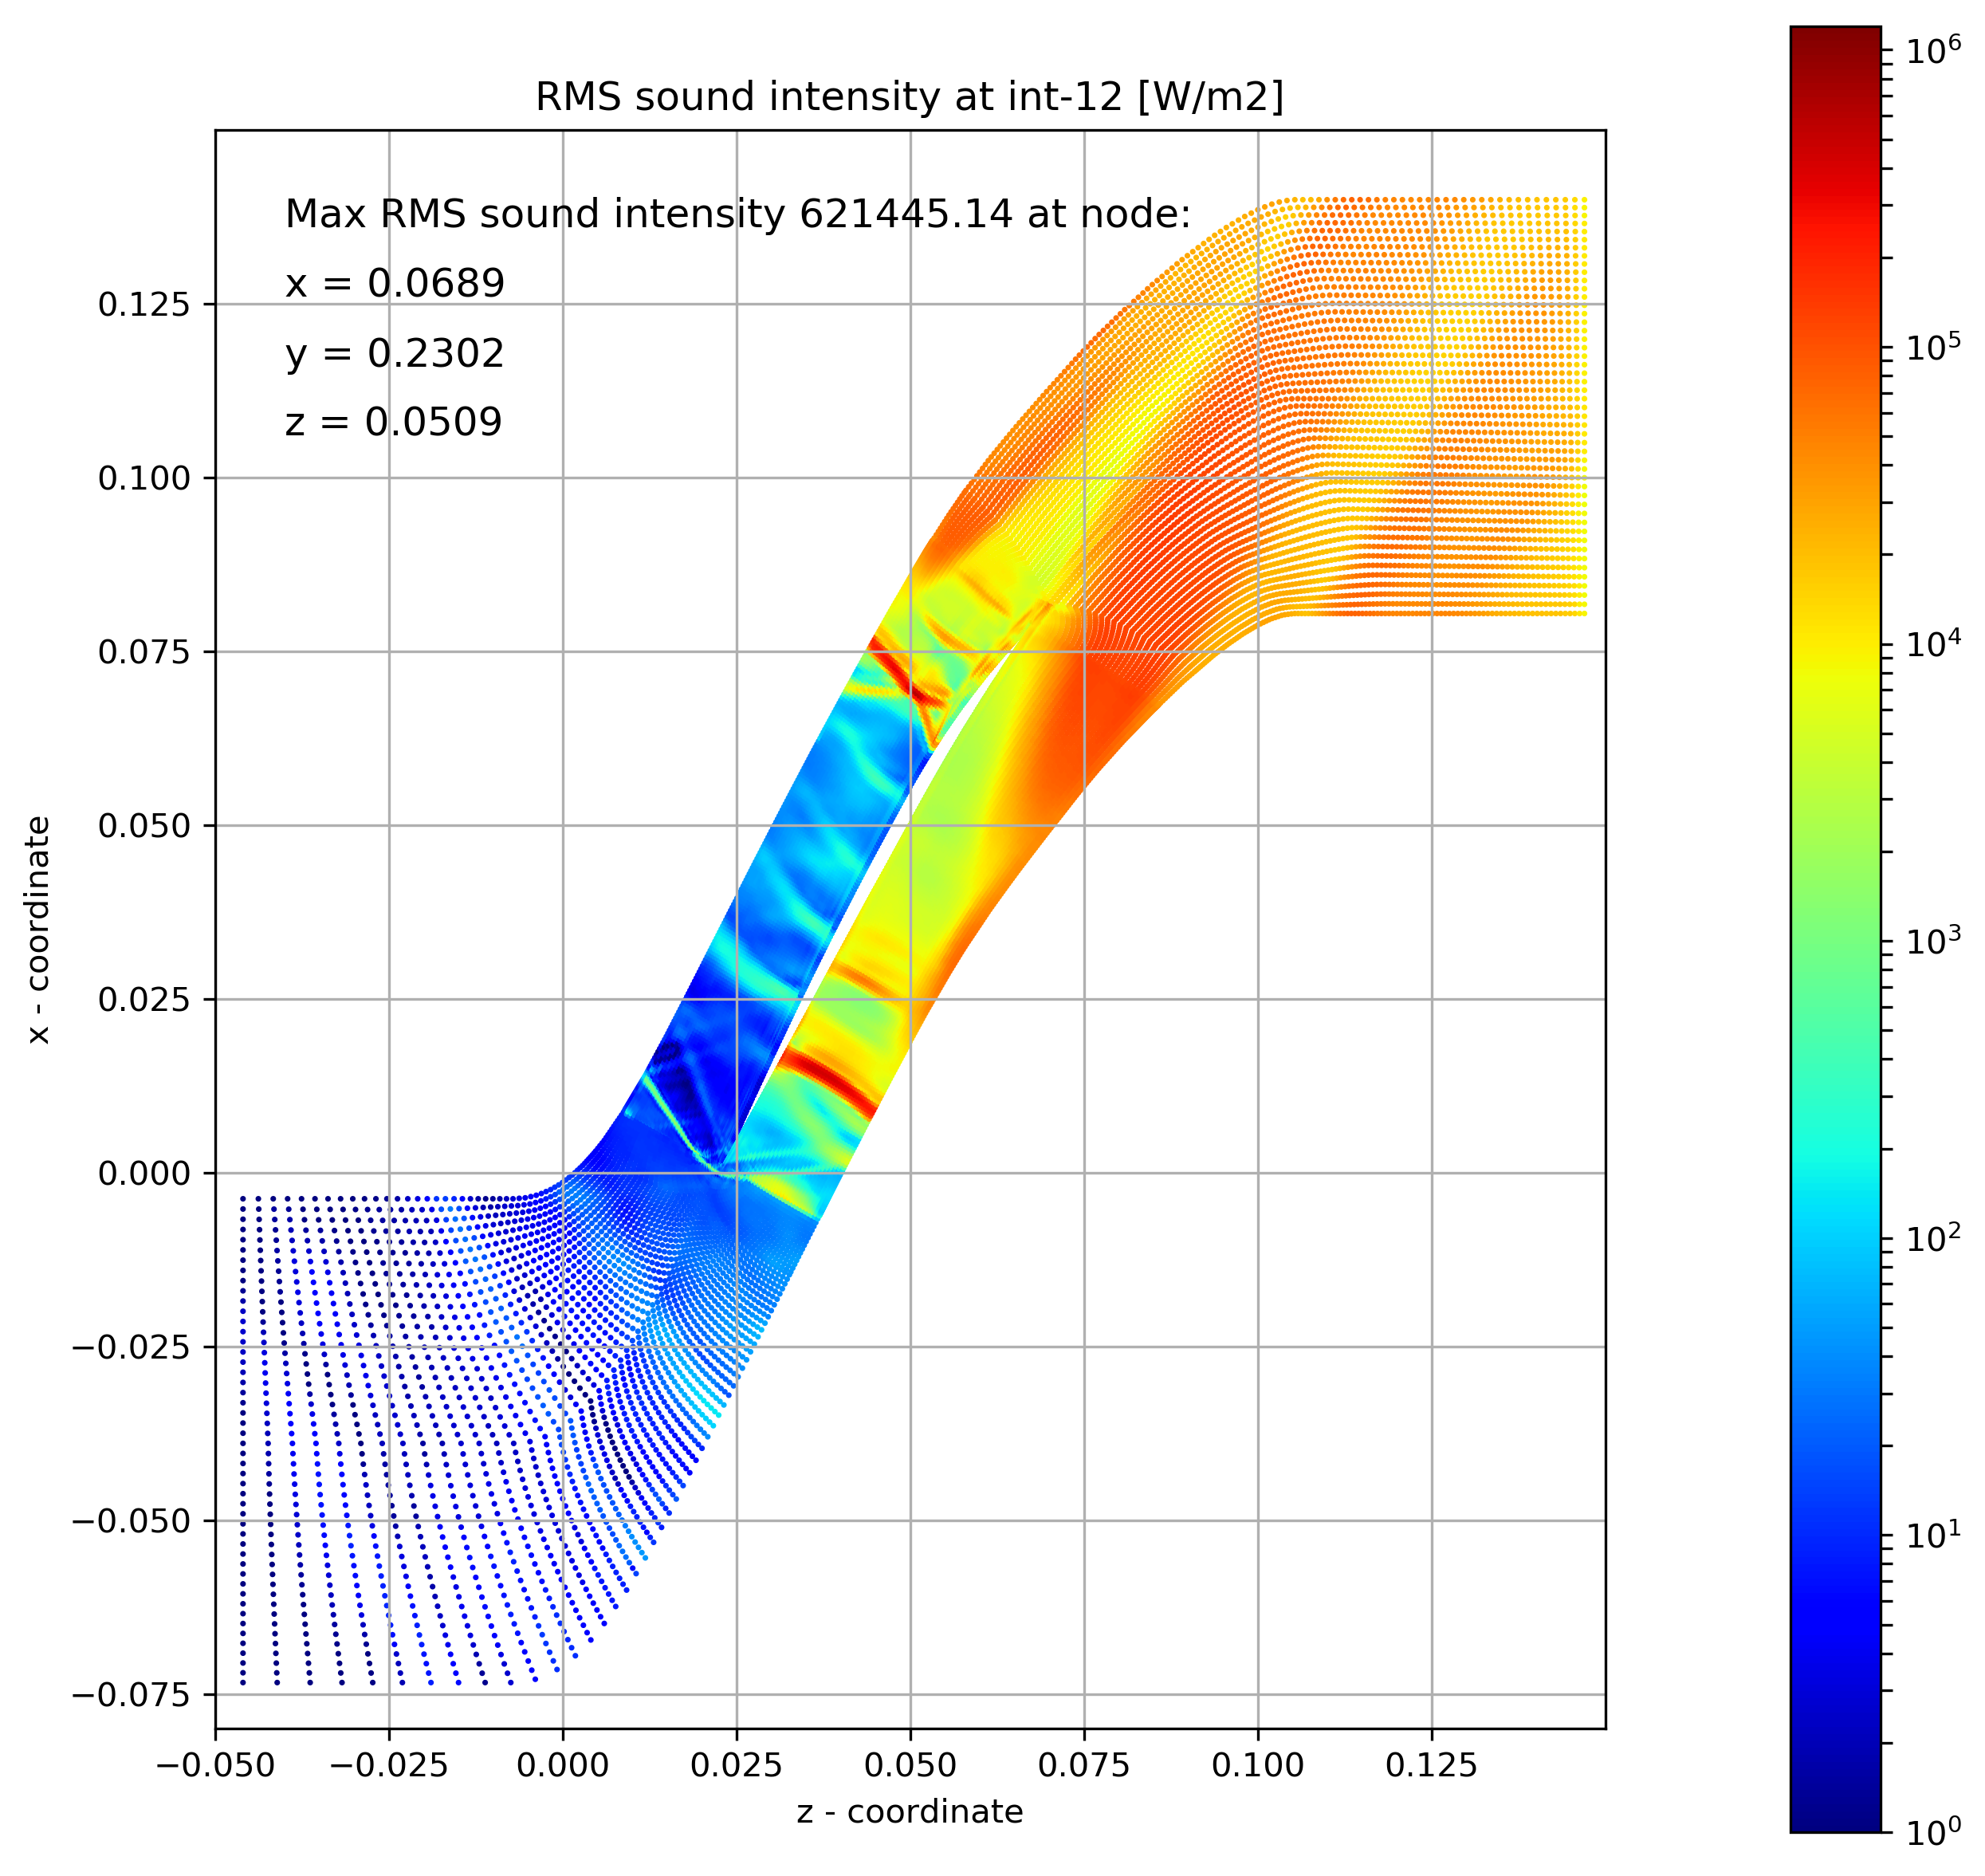 RMS sound intensity at int-12 [W/m2]
Max RMS sound intensity 621445.14 at node:
x = 0.0689
y = 0.2302
z = 0.0509
x - coordinate
0.125
0.100
0.075
0.050
0.025
0.000
−0.025
−0.050
−0.075
−0.050 −0.025 0.000 0.025 0.050 0.075 0.100 0.125
z - coordinate
10⁶
10⁵
10⁴
10³
10²
10¹
10⁰